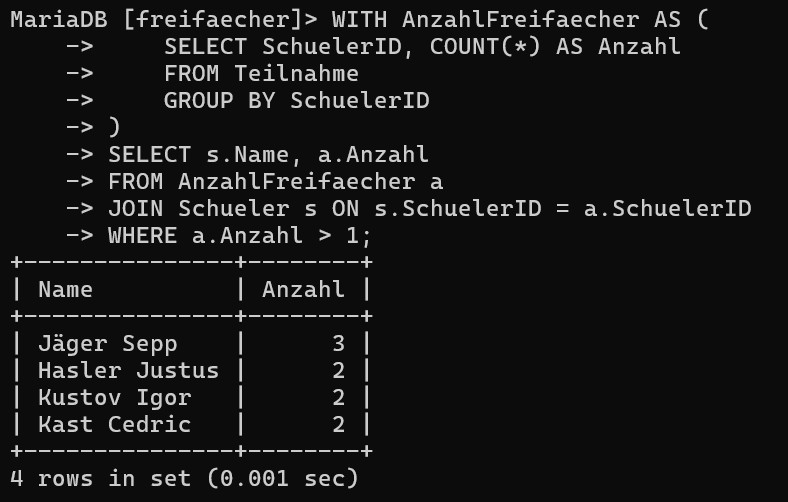 MariaDB [freifaecher]> WITH AnzahlFreifaecher AS (
    ->     SELECT SchuelerID, COUNT(*) AS Anzahl
    ->     FROM Teilnahme
    ->     GROUP BY SchuelerID
    -> )
    -> SELECT s.Name, a.Anzahl
    -> FROM AnzahlFreifaecher a
    -> JOIN Schueler s ON s.SchuelerID = a.SchuelerID
    -> WHERE a.Anzahl > 1;
+---------------+--------+
| Name          | Anzahl |
+---------------+--------+
| Jäger Sepp    |      3 |
| Hasler Justus |      2 |
| Kustov Igor   |      2 |
| Kast Cedric   |      2 |
+---------------+--------+
4 rows in set (0.001 sec)